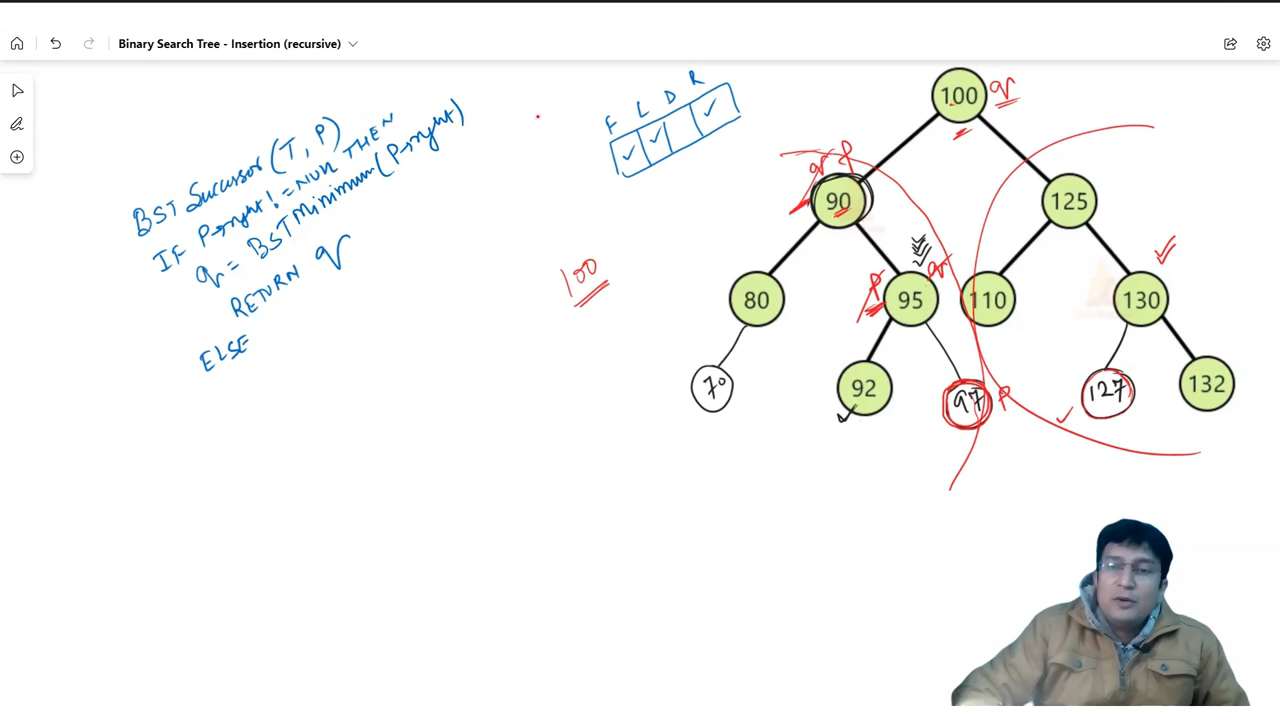 Binary Search Tree - Insertion (recursive)
BST Sucussor (T, P)
IF P→right != NULL THEN
q = BSTMinimum (P→right)
RETURN q
ELSE
F L D R
100
100 q
q P
90
125
80
P 95 q
110
130
70
92
97 P
127
132